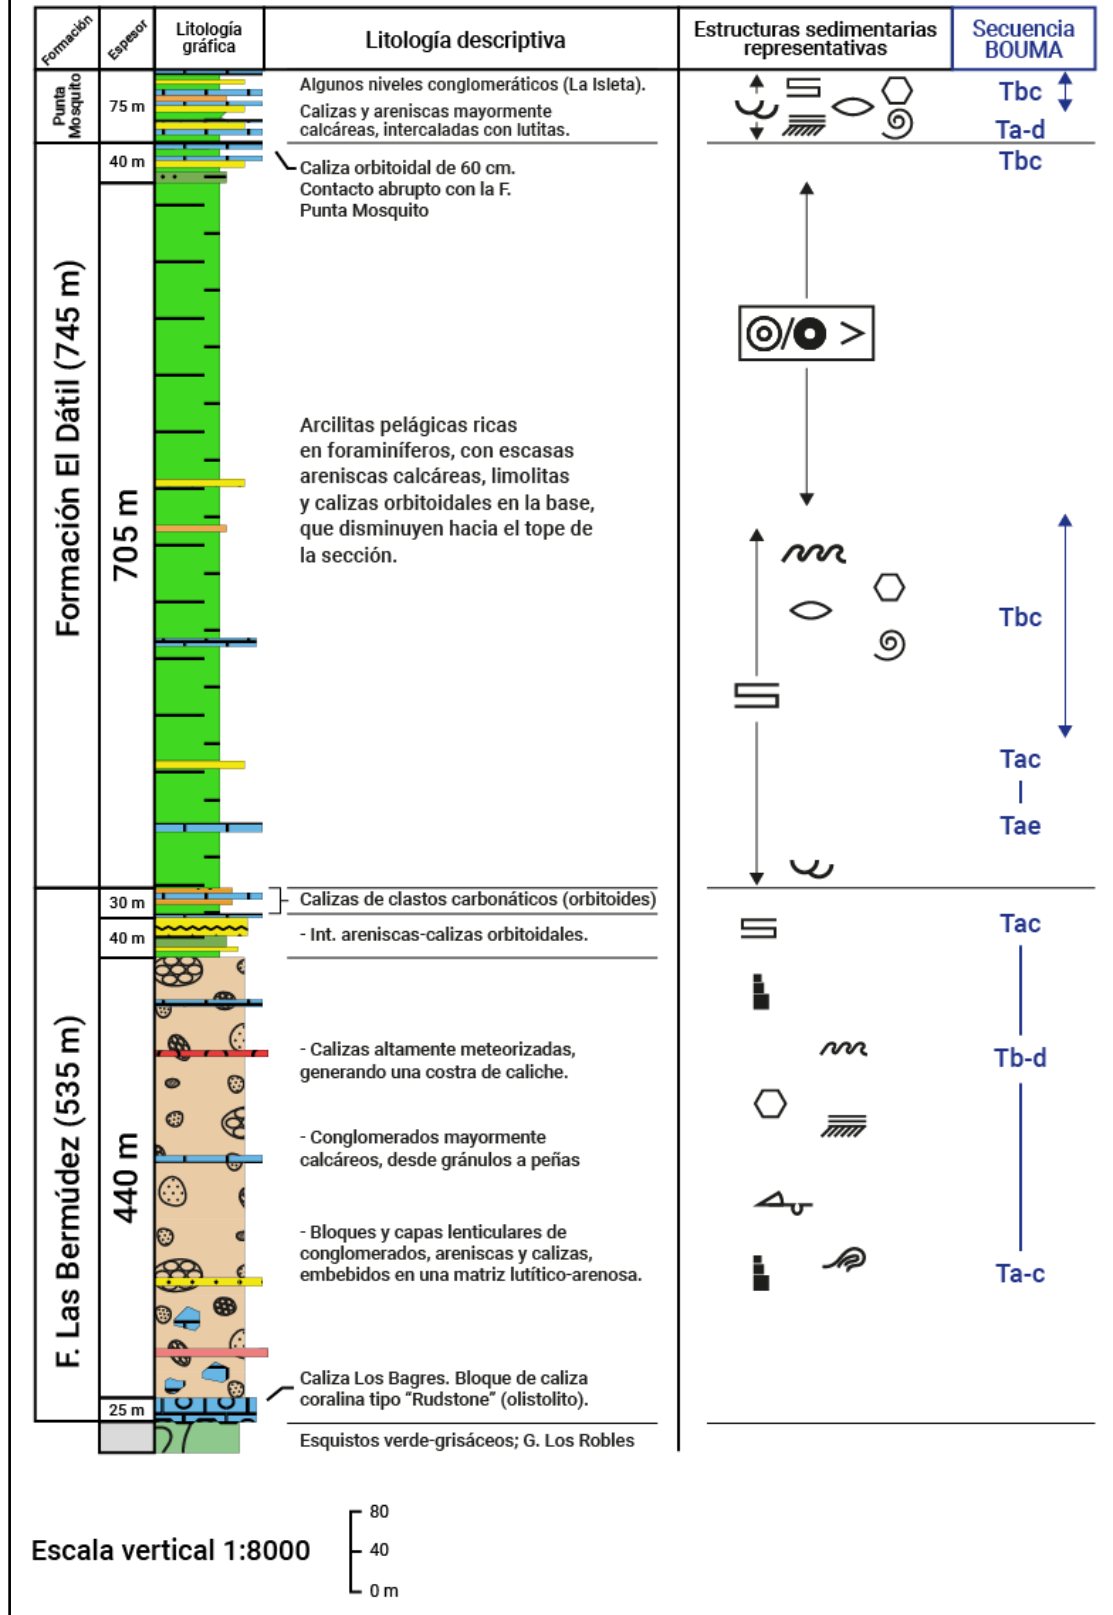 Formación
Espesor
Litología
gráfica
Litología descriptiva
Estructuras sedimentarias
representativas
Secuencia
BOUMA
Punta
Mosquito
75 m
Algunos niveles conglomeráticos (La Isleta).
Calizas y areniscas mayormente
calcáreas, intercaladas con lutitas.
Tbc
Ta-d
Formación El Dátil (745 m)
40 m
Caliza orbitoidal de 60 cm.
Contacto abrupto con la F.
Punta Mosquito
Tbc
705 m
Arcilitas pelágicas ricas
en foraminíferos, con escasas
areniscas calcáreas, limolitas
y calizas orbitoidales en la base,
que disminuyen hacia el tope de
la sección.
Tbc
Tac
Tae
F. Las Bermúdez (535 m)
30 m
Calizas de clastos carbonáticos (orbitoides)
40 m
- Int. areniscas-calizas orbitoidales.
Tac
440 m
- Calizas altamente meteorizadas,
generando una costra de caliche.
Tb-d
- Conglomerados mayormente
calcáreos, desde gránulos a peñas
- Bloques y capas lenticulares de
conglomerados, areniscas y calizas,
embebidos en una matriz lutítico-arenosa.
Ta-c
25 m
Caliza Los Bagres. Bloque de caliza
coralina tipo “Rudstone” (olistolito).
Esquistos verde-grisáceos; G. Los Robles
Escala vertical 1:8000
80
40
0 m